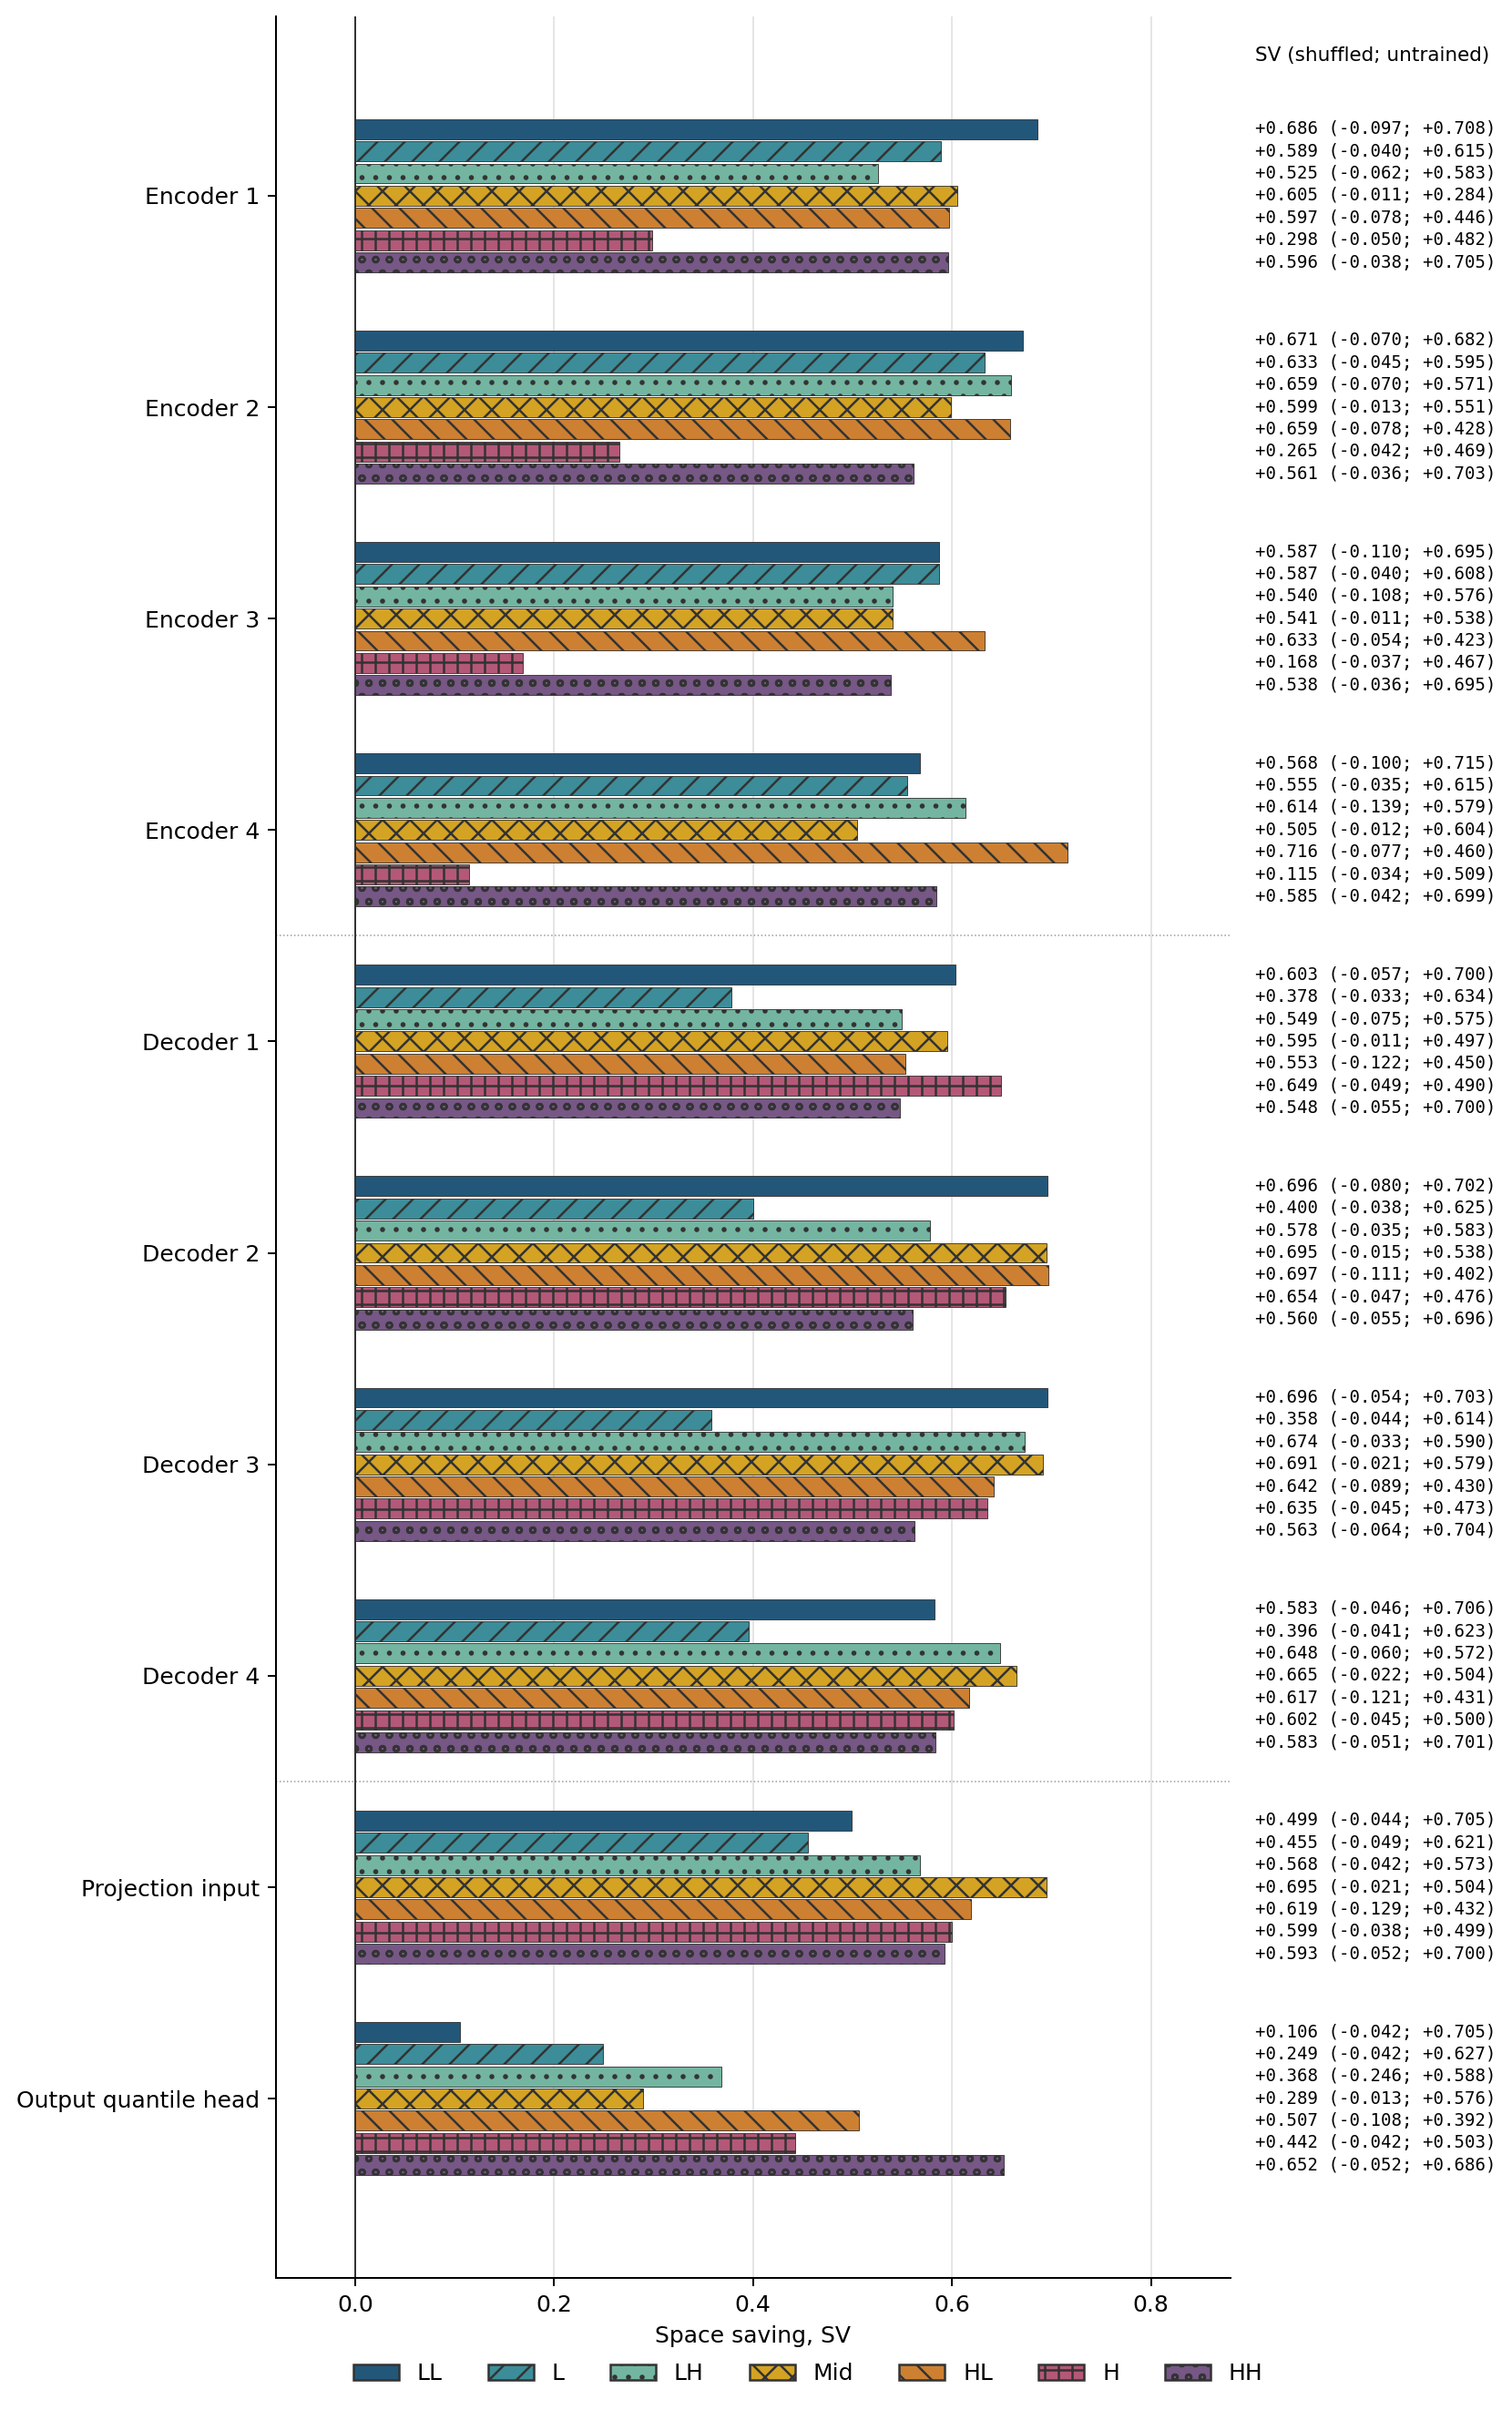 SV (shuffled; untrained)
Encoder 1
+0.686 (-0.097; +0.708)
+0.589 (-0.040; +0.615)
+0.525 (-0.062; +0.583)
+0.605 (-0.011; +0.284)
+0.597 (-0.078; +0.446)
+0.298 (-0.050; +0.482)
+0.596 (-0.038; +0.705)
Encoder 2
+0.671 (-0.070; +0.682)
+0.633 (-0.045; +0.595)
+0.659 (-0.070; +0.571)
+0.599 (-0.013; +0.551)
+0.659 (-0.078; +0.428)
+0.265 (-0.042; +0.469)
+0.561 (-0.036; +0.703)
Encoder 3
+0.587 (-0.110; +0.695)
+0.587 (-0.040; +0.608)
+0.540 (-0.108; +0.576)
+0.541 (-0.011; +0.538)
+0.633 (-0.054; +0.423)
+0.168 (-0.037; +0.467)
+0.538 (-0.036; +0.695)
Encoder 4
+0.568 (-0.100; +0.715)
+0.555 (-0.035; +0.615)
+0.614 (-0.139; +0.579)
+0.505 (-0.012; +0.604)
+0.716 (-0.077; +0.460)
+0.115 (-0.034; +0.509)
+0.585 (-0.042; +0.699)
Decoder 1
+0.603 (-0.057; +0.700)
+0.378 (-0.033; +0.634)
+0.549 (-0.075; +0.575)
+0.595 (-0.011; +0.497)
+0.553 (-0.122; +0.450)
+0.649 (-0.049; +0.490)
+0.548 (-0.055; +0.700)
Decoder 2
+0.696 (-0.080; +0.702)
+0.400 (-0.038; +0.625)
+0.578 (-0.035; +0.583)
+0.695 (-0.015; +0.538)
+0.697 (-0.111; +0.402)
+0.654 (-0.047; +0.476)
+0.560 (-0.055; +0.696)
Decoder 3
+0.696 (-0.054; +0.703)
+0.358 (-0.044; +0.614)
+0.674 (-0.033; +0.590)
+0.691 (-0.021; +0.579)
+0.642 (-0.089; +0.430)
+0.635 (-0.045; +0.473)
+0.563 (-0.064; +0.704)
Decoder 4
+0.583 (-0.046; +0.706)
+0.396 (-0.041; +0.623)
+0.648 (-0.060; +0.572)
+0.665 (-0.022; +0.504)
+0.617 (-0.121; +0.431)
+0.602 (-0.045; +0.500)
+0.583 (-0.051; +0.701)
Projection input
+0.499 (-0.044; +0.705)
+0.455 (-0.049; +0.621)
+0.568 (-0.042; +0.573)
+0.695 (-0.021; +0.504)
+0.619 (-0.129; +0.432)
+0.599 (-0.038; +0.499)
+0.593 (-0.052; +0.700)
Output quantile head
+0.106 (-0.042; +0.705)
+0.249 (-0.042; +0.627)
+0.368 (-0.246; +0.588)
+0.289 (-0.013; +0.576)
+0.507 (-0.108; +0.392)
+0.442 (-0.042; +0.503)
+0.652 (-0.052; +0.686)
0.0 0.2 0.4 0.6 0.8
Space saving, SV
LL L LH Mid HL H HH